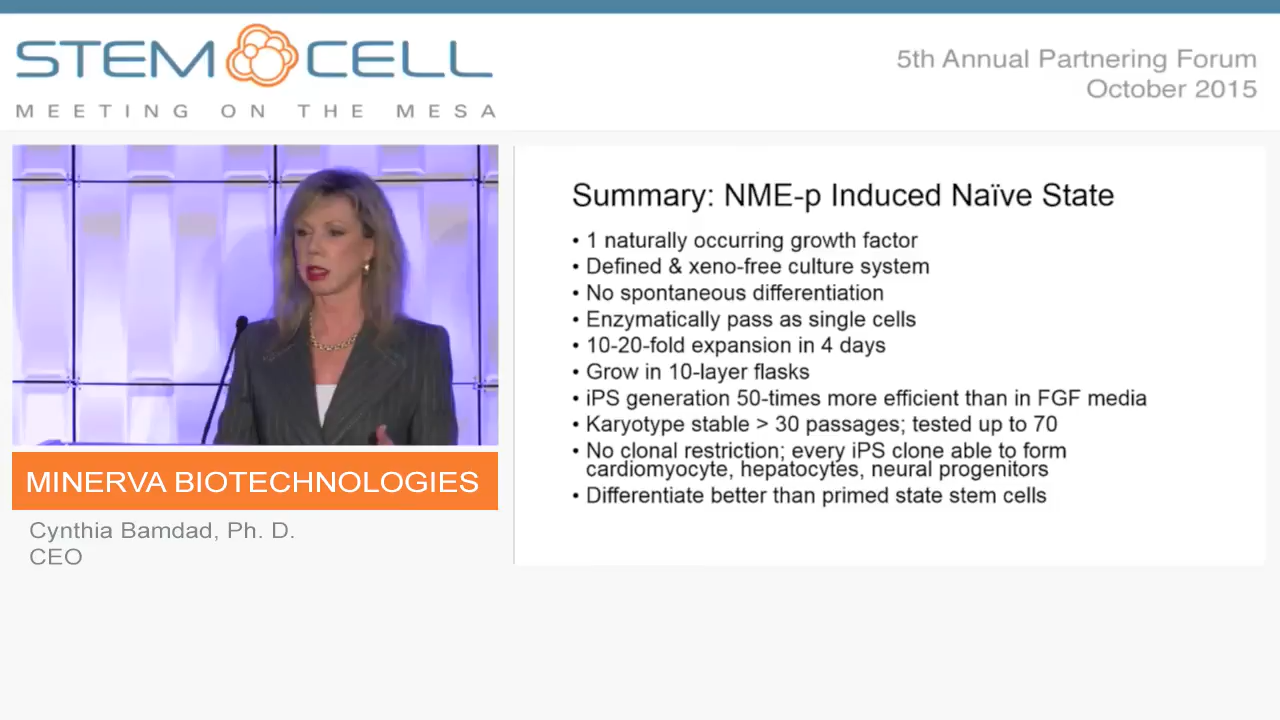 STEM CELL
MEETING ON THE MESA
5th Annual Partnering Forum
October 2015
MINERVA BIOTECHNOLOGIES
Cynthia Bamdad, Ph. D.
CEO
Summary: NME-p Induced Naïve State
• 1 naturally occurring growth factor
• Defined & xeno-free culture system
• No spontaneous differentiation
• Enzymatically pass as single cells
• 10-20-fold expansion in 4 days
• Grow in 10-layer flasks
• iPS generation 50-times more efficient than in FGF media
• Karyotype stable > 30 passages; tested up to 70
• No clonal restriction; every iPS clone able to form
cardiomyocyte, hepatocytes, neural progenitors
• Differentiate better than primed state stem cells